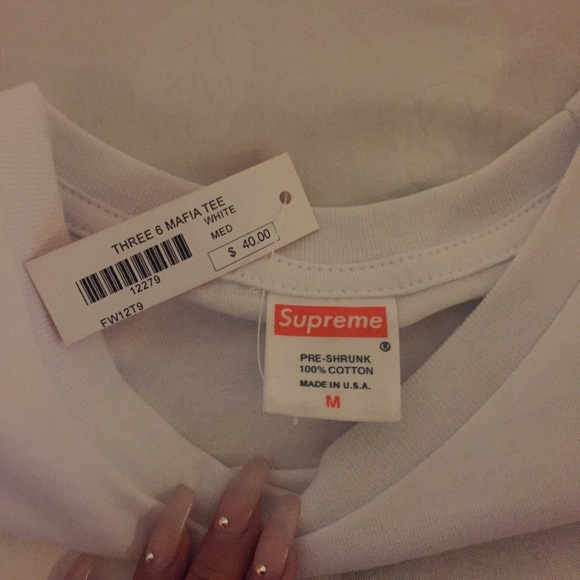 THREE 6 MAFIA TEE
WHITE
MED
$ 40.00
12279
FW12T9
Supreme
®
PRE-SHRUNK
100% COTTON
MADE IN U.S.A.
M